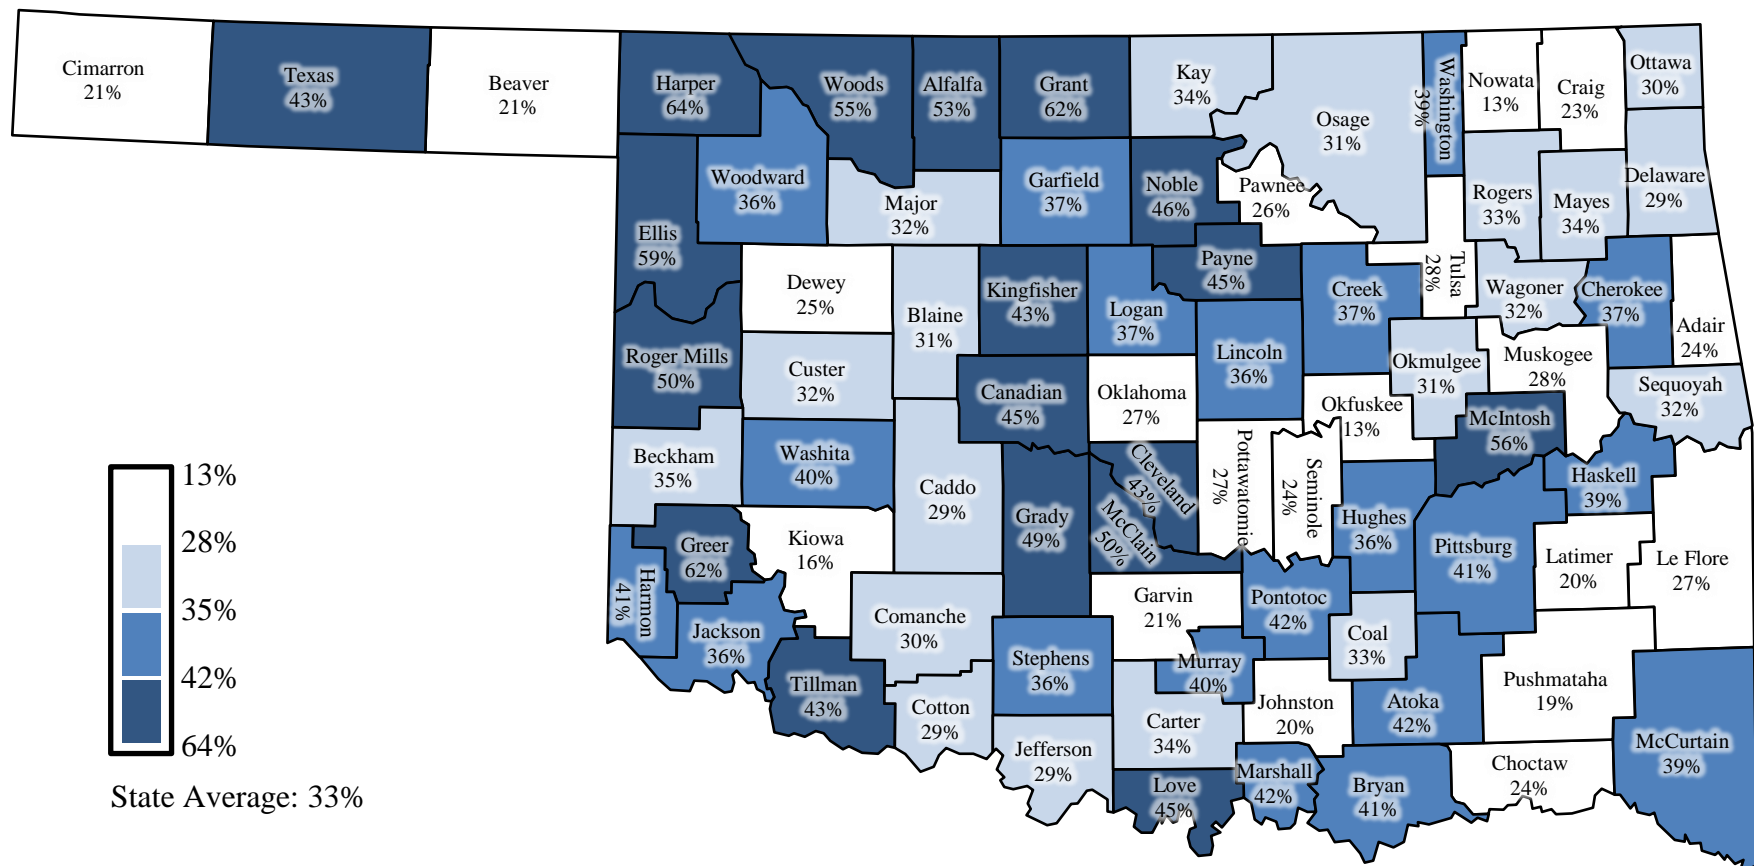 Cimarron
21%
Texas
43%
Beaver
21%
Harper
64%
Woods
55%
Alfalfa
53%
Grant
62%
Kay
34%
Osage
31%
Washington
39%
Nowata
13%
Craig
23%
Ottawa
30%
Woodward
36%
Major
32%
Garfield
37%
Noble
46%
Pawnee
26%
Rogers
33%
Mayes
34%
Delaware
29%
Ellis
59%
Dewey
25%
Blaine
31%
Kingfisher
43%
Logan
37%
Payne
45%
Creek
37%
Tulsa
28%
Wagoner
32%
Cherokee
37%
Adair
24%
Roger Mills
50%
Custer
32%
Canadian
45%
Oklahoma
27%
Lincoln
36%
Okfuskee
13%
Okmulgee
31%
Muskogee
28%
McIntosh
56%
Sequoyah
32%
Beckham
35%
Washita
40%
Caddo
29%
Grady
49%
Cleveland
43%
McClain
50%
Pottawatomie
27%
Seminole
24%
Hughes
36%
Pittsburg
41%
Haskell
39%
Latimer
20%
Le Flore
27%
Harmon
41%
Greer
62%
Kiowa
16%
Jackson
36%
Tillman
43%
Comanche
30%
Cotton
29%
Stephens
36%
Jefferson
29%
Garvin
21%
Murray
40%
Carter
34%
Love
45%
Pontotoc
42%
Johnston
20%
Marshall
42%
Coal
33%
Atoka
42%
Bryan
41%
Pushmataha
19%
Choctaw
24%
McCurtain
39%
13%
28%
35%
42%
64%
State Average: 33%